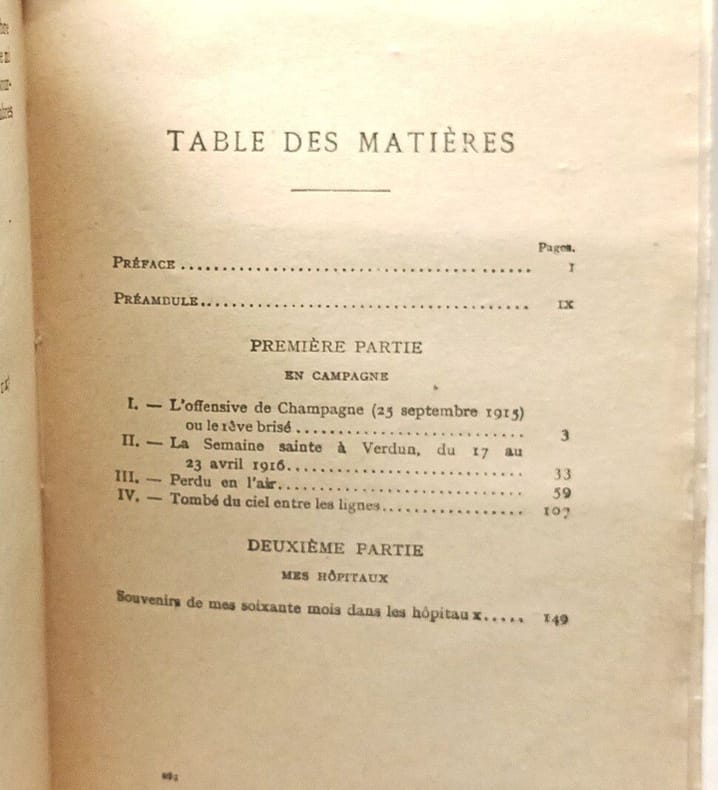 TABLE DES MATIÈRES
Pages.
PRÉFACE ........................................ I
PRÉAMBULE...................................... IX
PREMIÈRE PARTIE
EN CAMPAGNE
I. — L'offensive de Champagne (25 septembre 1915)
ou le rêve brisé .......................... 3
II. — La Semaine sainte à Verdun, du 17 au
23 avril 1916........................... 33
III. — Perdu en l'air............................ 59
IV. — Tombé du ciel entre les lignes................. 107
DEUXIÈME PARTIE
MES HÔPITAUX
Souvenirs de mes soixante mois dans les hôpitaux..... 149